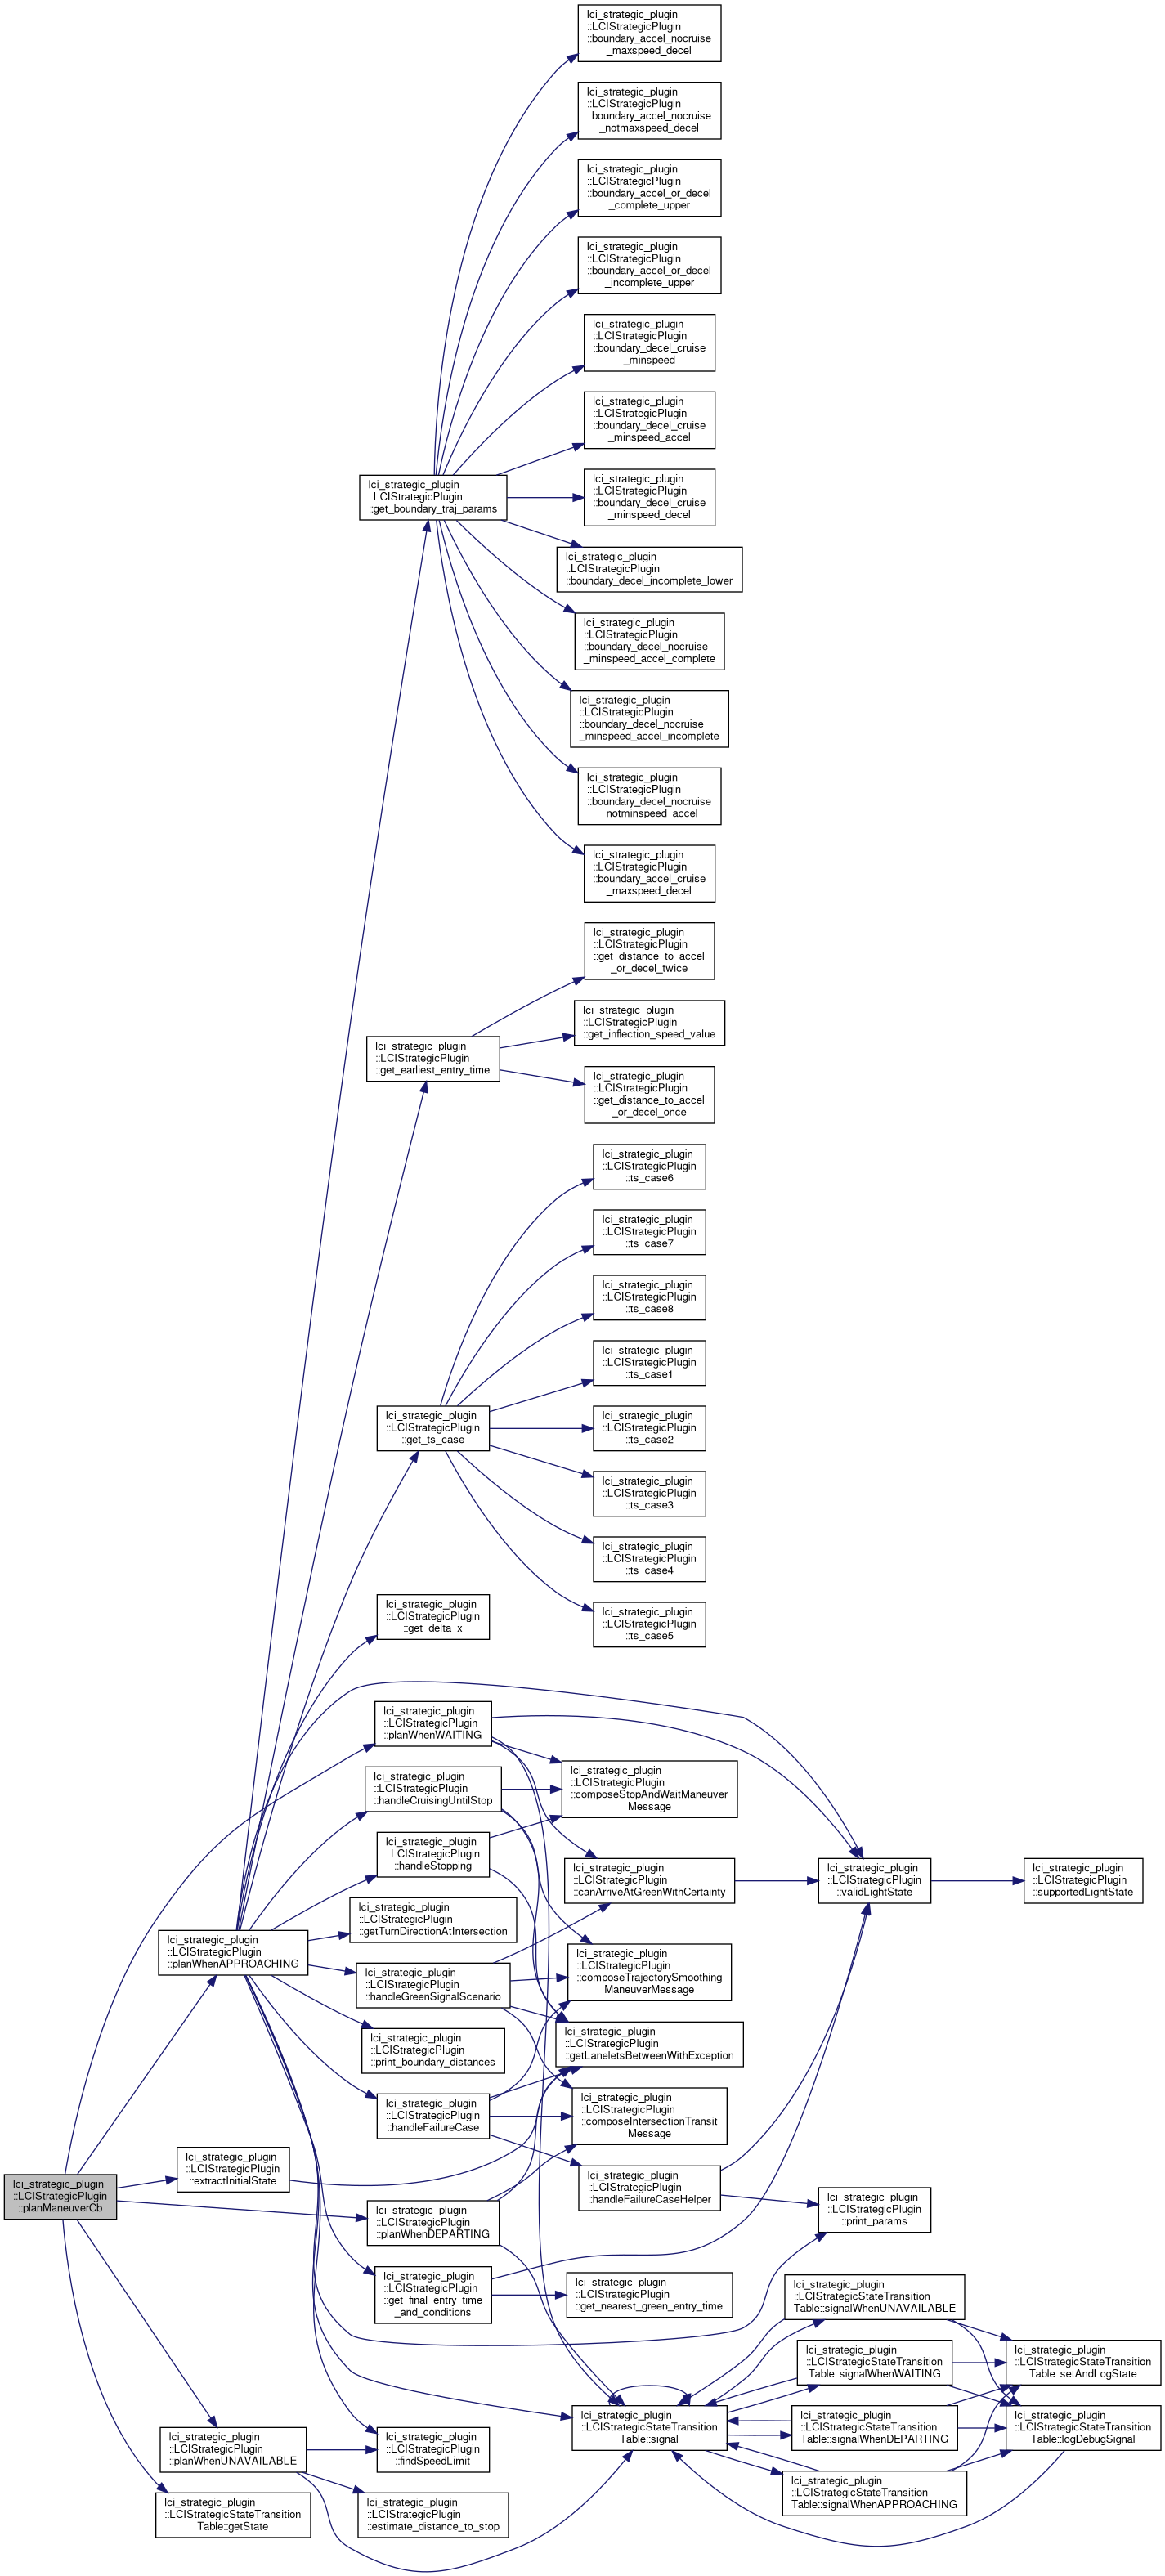 lci_strategic_plugin
::LCIStrategicPlugin
::boundary_accel_nocruise
_maxspeed_decel
lci_strategic_plugin
::LCIStrategicPlugin
::boundary_accel_nocruise
_notmaxspeed_decel
lci_strategic_plugin
::LCIStrategicPlugin
::boundary_accel_or_decel
_complete_upper
lci_strategic_plugin
::LCIStrategicPlugin
::boundary_accel_or_decel
_incomplete_upper
lci_strategic_plugin
::LCIStrategicPlugin
::boundary_decel_cruise
_minspeed
lci_strategic_plugin
::LCIStrategicPlugin
::boundary_decel_cruise
_minspeed_accel
lci_strategic_plugin
::LCIStrategicPlugin
::get_boundary_traj_params
lci_strategic_plugin
::LCIStrategicPlugin
::boundary_decel_cruise
_minspeed_decel
lci_strategic_plugin
::LCIStrategicPlugin
::boundary_decel_incomplete_lower
lci_strategic_plugin
::LCIStrategicPlugin
::boundary_decel_nocruise
_minspeed_accel_complete
lci_strategic_plugin
::LCIStrategicPlugin
::boundary_decel_nocruise
_minspeed_accel_incomplete
lci_strategic_plugin
::LCIStrategicPlugin
::boundary_decel_nocruise
_notminspeed_accel
lci_strategic_plugin
::LCIStrategicPlugin
::boundary_accel_cruise
_maxspeed_decel
lci_strategic_plugin
::LCIStrategicPlugin
::get_distance_to_accel
_or_decel_twice
lci_strategic_plugin
::LCIStrategicPlugin
::get_inflection_speed_value
lci_strategic_plugin
::LCIStrategicPlugin
::get_earliest_entry_time
lci_strategic_plugin
::LCIStrategicPlugin
::get_distance_to_accel
_or_decel_once
lci_strategic_plugin
::LCIStrategicPlugin
::ts_case6
lci_strategic_plugin
::LCIStrategicPlugin
::ts_case7
lci_strategic_plugin
::LCIStrategicPlugin
::ts_case8
lci_strategic_plugin
::LCIStrategicPlugin
::ts_case1
lci_strategic_plugin
::LCIStrategicPlugin
::get_ts_case
lci_strategic_plugin
::LCIStrategicPlugin
::ts_case2
lci_strategic_plugin
::LCIStrategicPlugin
::ts_case3
lci_strategic_plugin
::LCIStrategicPlugin
::ts_case4
lci_strategic_plugin
::LCIStrategicPlugin
::ts_case5
lci_strategic_plugin
::LCIStrategicPlugin
::get_delta_x
lci_strategic_plugin
::LCIStrategicPlugin
::planWhenWAITING
lci_strategic_plugin
::LCIStrategicPlugin
::composeStopAndWaitManeuver
Message
lci_strategic_plugin
::LCIStrategicPlugin
::handleCruisingUntilStop
lci_strategic_plugin
::LCIStrategicPlugin
::handleStopping
lci_strategic_plugin
::LCIStrategicPlugin
::canArriveAtGreenWithCertainty
lci_strategic_plugin
::LCIStrategicPlugin
::validLightState
lci_strategic_plugin
::LCIStrategicPlugin
::supportedLightState
lci_strategic_plugin
::LCIStrategicPlugin
::getTurnDirectionAtIntersection
lci_strategic_plugin
::LCIStrategicPlugin
::planWhenAPPROACHING
lci_strategic_plugin
::LCIStrategicPlugin
::composeTrajectorySmoothing
ManeuverMessage
lci_strategic_plugin
::LCIStrategicPlugin
::handleGreenSignalScenario
lci_strategic_plugin
::LCIStrategicPlugin
::print_boundary_distances
lci_strategic_plugin
::LCIStrategicPlugin
::getLaneletsBetweenWithException
lci_strategic_plugin
::LCIStrategicPlugin
::handleFailureCase
lci_strategic_plugin
::LCIStrategicPlugin
::composeIntersectionTransit
Message
lci_strategic_plugin
::LCIStrategicPlugin
::extractInitialState
lci_strategic_plugin
::LCIStrategicPlugin
::planManeuverCb
lci_strategic_plugin
::LCIStrategicPlugin
::handleFailureCaseHelper
lci_strategic_plugin
::LCIStrategicPlugin
::print_params
lci_strategic_plugin
::LCIStrategicPlugin
::planWhenDEPARTING
lci_strategic_plugin
::LCIStrategicPlugin
::get_final_entry_time
_and_conditions
lci_strategic_plugin
::LCIStrategicPlugin
::get_nearest_green_entry_time
lci_strategic_plugin
::LCIStrategicStateTransition
Table::signalWhenUNAVAILABLE
lci_strategic_plugin
::LCIStrategicStateTransition
Table::signalWhenWAITING
lci_strategic_plugin
::LCIStrategicStateTransition
Table::setAndLogState
lci_strategic_plugin
::LCIStrategicStateTransition
Table::signal
lci_strategic_plugin
::LCIStrategicStateTransition
Table::signalWhenDEPARTING
lci_strategic_plugin
::LCIStrategicStateTransition
Table::logDebugSignal
lci_strategic_plugin
::LCIStrategicPlugin
::planWhenUNAVAILABLE
lci_strategic_plugin
::LCIStrategicPlugin
::findSpeedLimit
lci_strategic_plugin
::LCIStrategicStateTransition
Table::signalWhenAPPROACHING
lci_strategic_plugin
::LCIStrategicStateTransition
Table::getState
lci_strategic_plugin
::LCIStrategicPlugin
::estimate_distance_to_stop